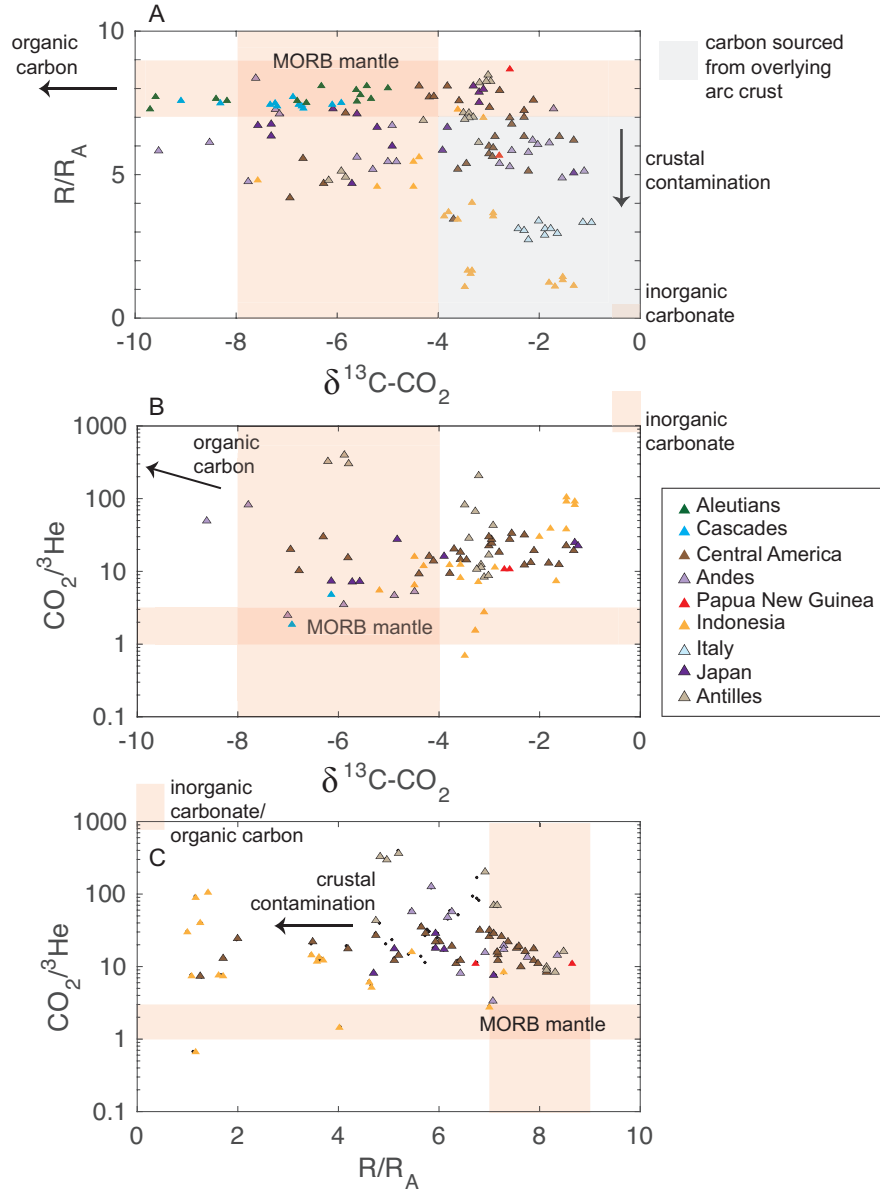 A
organic
carbon
MORB mantle
carbon sourced
from overlying
arc crust
crustal
contamination
inorganic
carbonate
10
5
0
R/R_A
-10
-8
-6
-4
-2
0
δ¹³C-CO₂
B
organic
carbon
inorganic
carbonate
1000
100
10
1
0.1
CO₂/³He
MORB mantle
-10
-8
-6
-4
-2
0
δ¹³C-CO₂
Aleutians
Cascades
Central America
Andes
Papua New Guinea
Indonesia
Italy
Japan
Antilles
inorganic
carbonate/
organic carbon
C
crustal
contamination
1000
100
10
1
0.1
CO₂/³He
MORB mantle
0
2
4
6
8
10
R/R_A